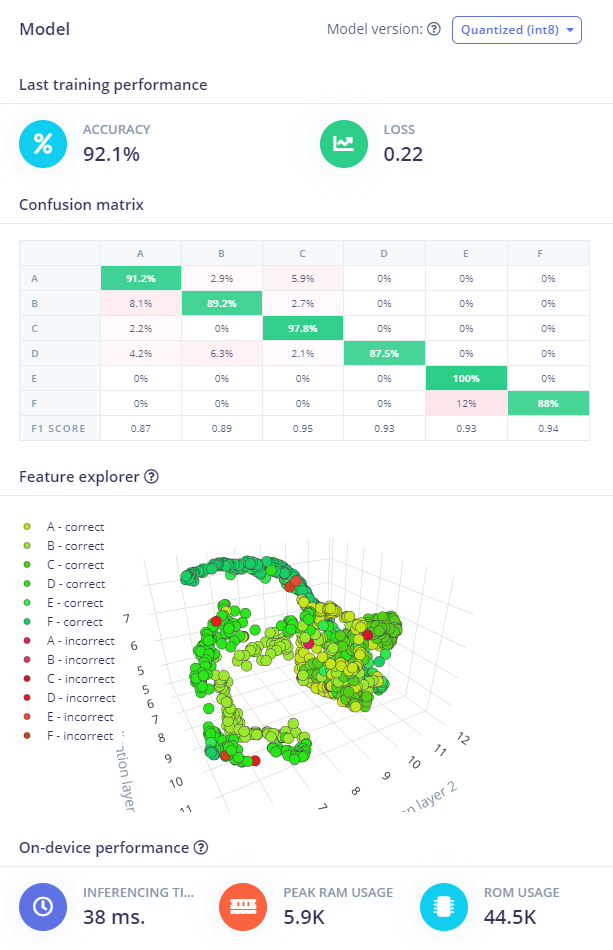 Model
Model version: Quantized (int8)
Last training performance
%
ACCURACY
92.1%
LOSS
0.22
Confusion matrix
A B C D E F
A 91.2% 2.9% 5.9% 0% 0% 0%
B 8.1% 89.2% 2.7% 0% 0% 0%
C 2.2% 0% 97.8% 0% 0% 0%
D 4.2% 6.3% 2.1% 87.5% 0% 0%
E 0% 0% 0% 0% 100% 0%
F 0% 0% 0% 0% 12% 88%
F1 SCORE 0.87 0.89 0.95 0.93 0.93 0.94
Feature explorer ?
A - correct
B - correct
C - correct
D - correct
E - correct
F - correct
A - incorrect
B - incorrect
C - incorrect
D - incorrect
E - incorrect
F - incorrect
7
6
5
5
6
7
8
9
10
11
7
8
9
10
11
12
layer
layer 2
On-device performance ?
INFERENCING TI...
38 ms.
PEAK RAM USAGE
5.9K
ROM USAGE
44.5K